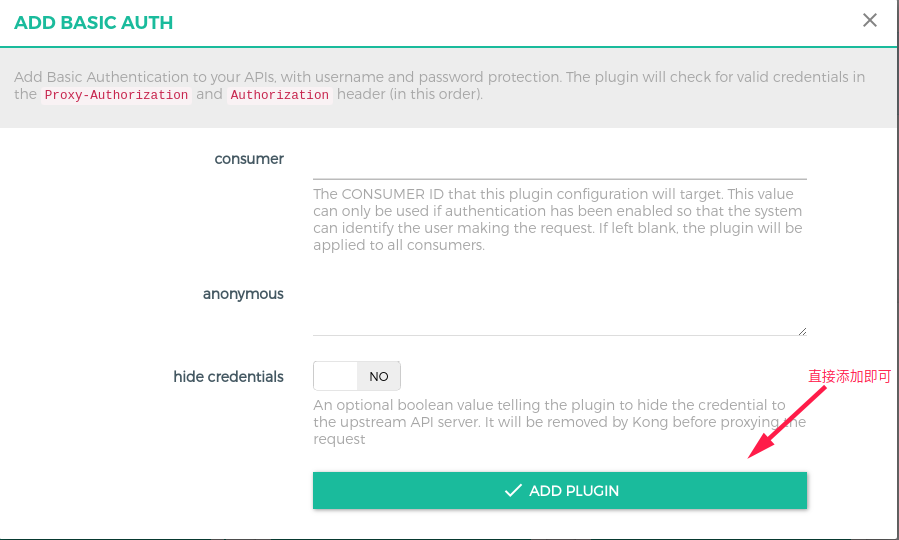 ADD BASIC AUTH
Add Basic Authentication to your APIs, with username and password protection. The plugin will check for valid credentials in
the Proxy-Authorization and Authorization header (in this order).
consumer
The CONSUMER ID that this plugin configuration will target. This value
can only be used if authentication has been enabled so that the system
can identify the user making the request. If left blank, the plugin will be
applied to all consumers.
anonymous
hide credentials
NO
直接添加即可
An optional boolean value telling the plugin to hide the credential to
the upstream API server. It will be removed by Kong before proxying the
request
ADD PLUGIN